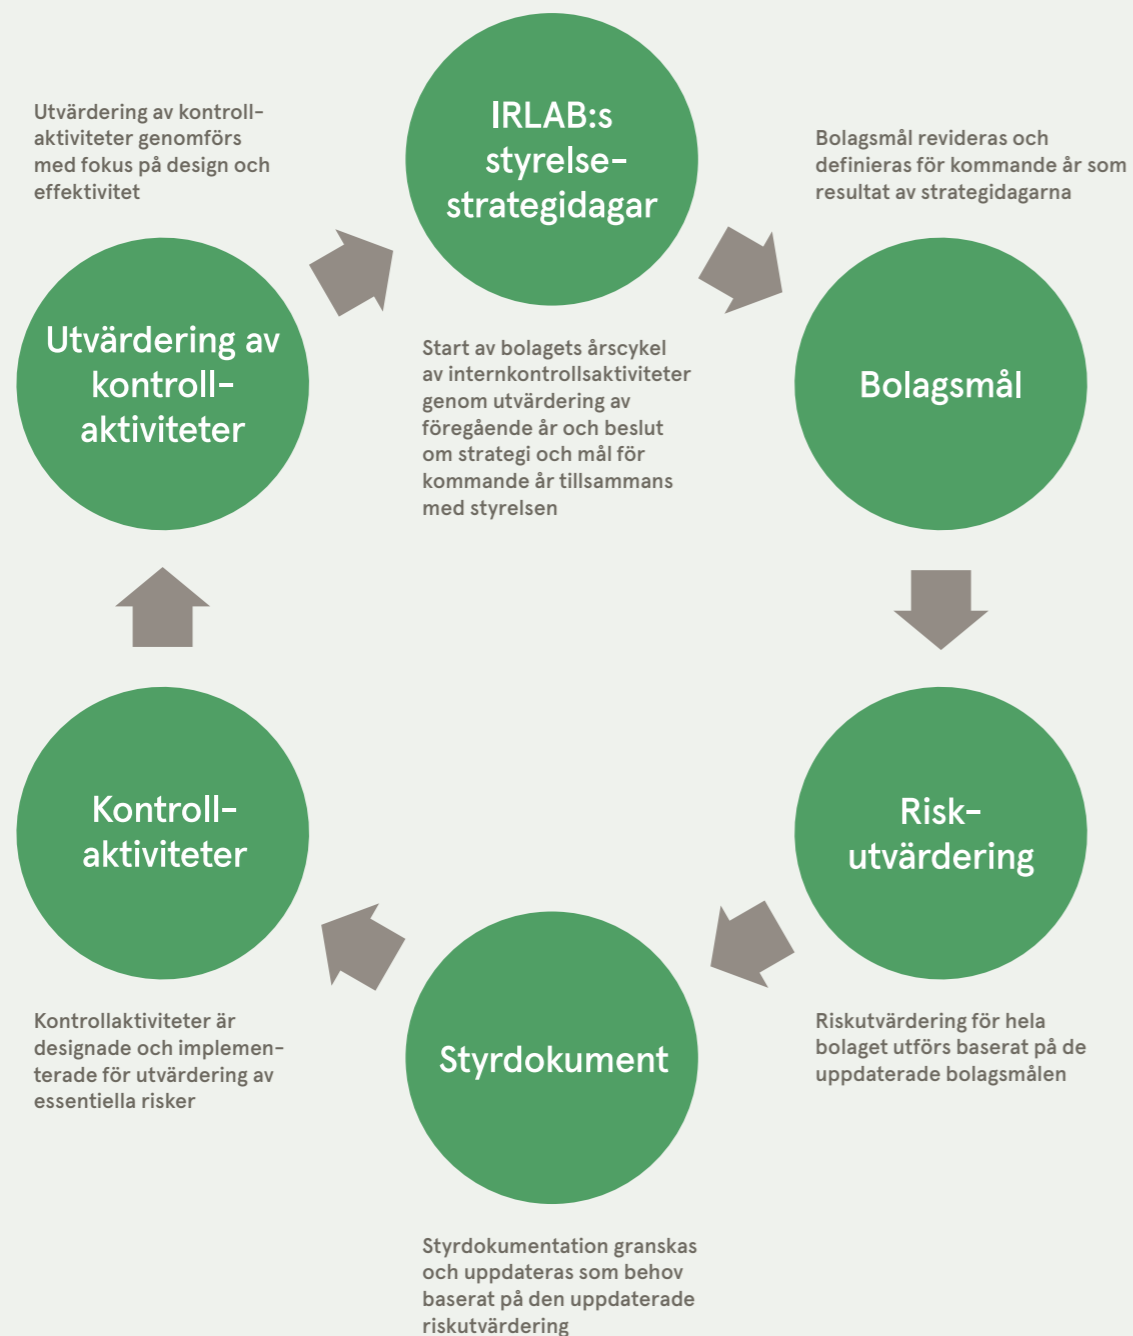 IRLAB:s
styrelse-
strategidagar
Start av bolagets årscykel
av internkontrollsaktiviteter
genom utvärdering av
föregående år och beslut
om strategi och mål för
kommande år tillsammans
med styrelsen
Bolagsmål revideras och
definieras för kommande år som
resultat av strategidagarna
Bolagsmål
Risk-
utvärdering
Riskutvärdering för hela
bolaget utförs baserat på de
uppdaterade bolagsmålen
Styrdokument
Styrdokumentation granskas
och uppdateras som behov
baserat på den uppdaterade
riskutvärdering
Kontroll-
aktiviteter
Kontrollaktiviteter är
designade och implemen-
terade för utvärdering av
essentiella risker
Utvärdering av kontroll-
aktiviteter genomförs
med fokus på design och
effektivitet
Utvärdering av
kontroll-
aktiviteter